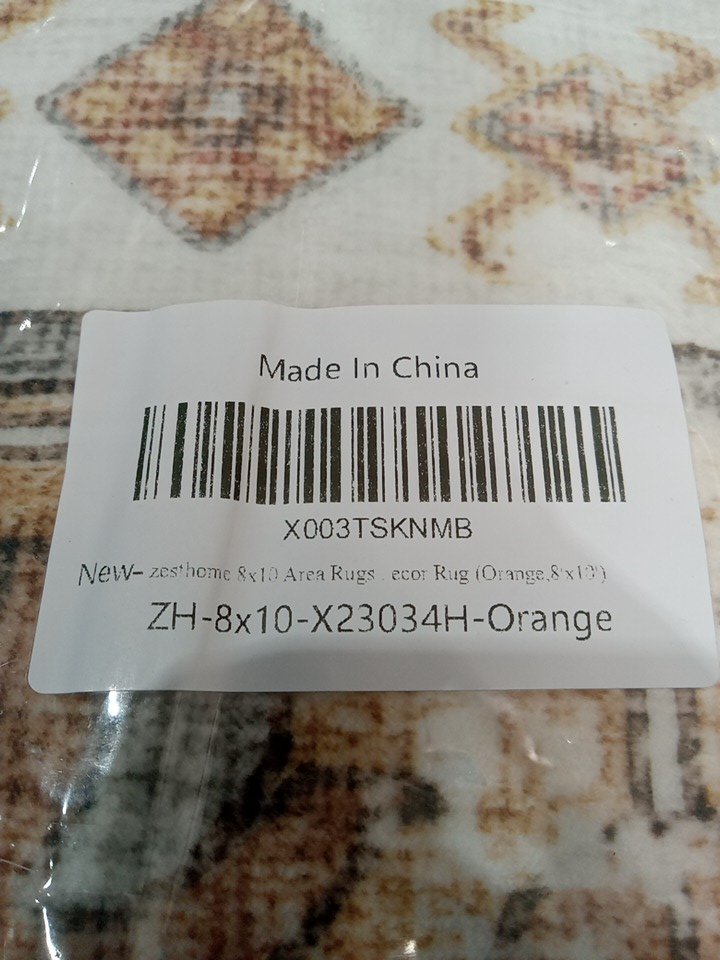 Made In China
X003TSKNMB
New- zesthome 8x10 Area Rugs . ecor Rug (Orange,8'x10')
ZH-8x10-X23034H-Orange